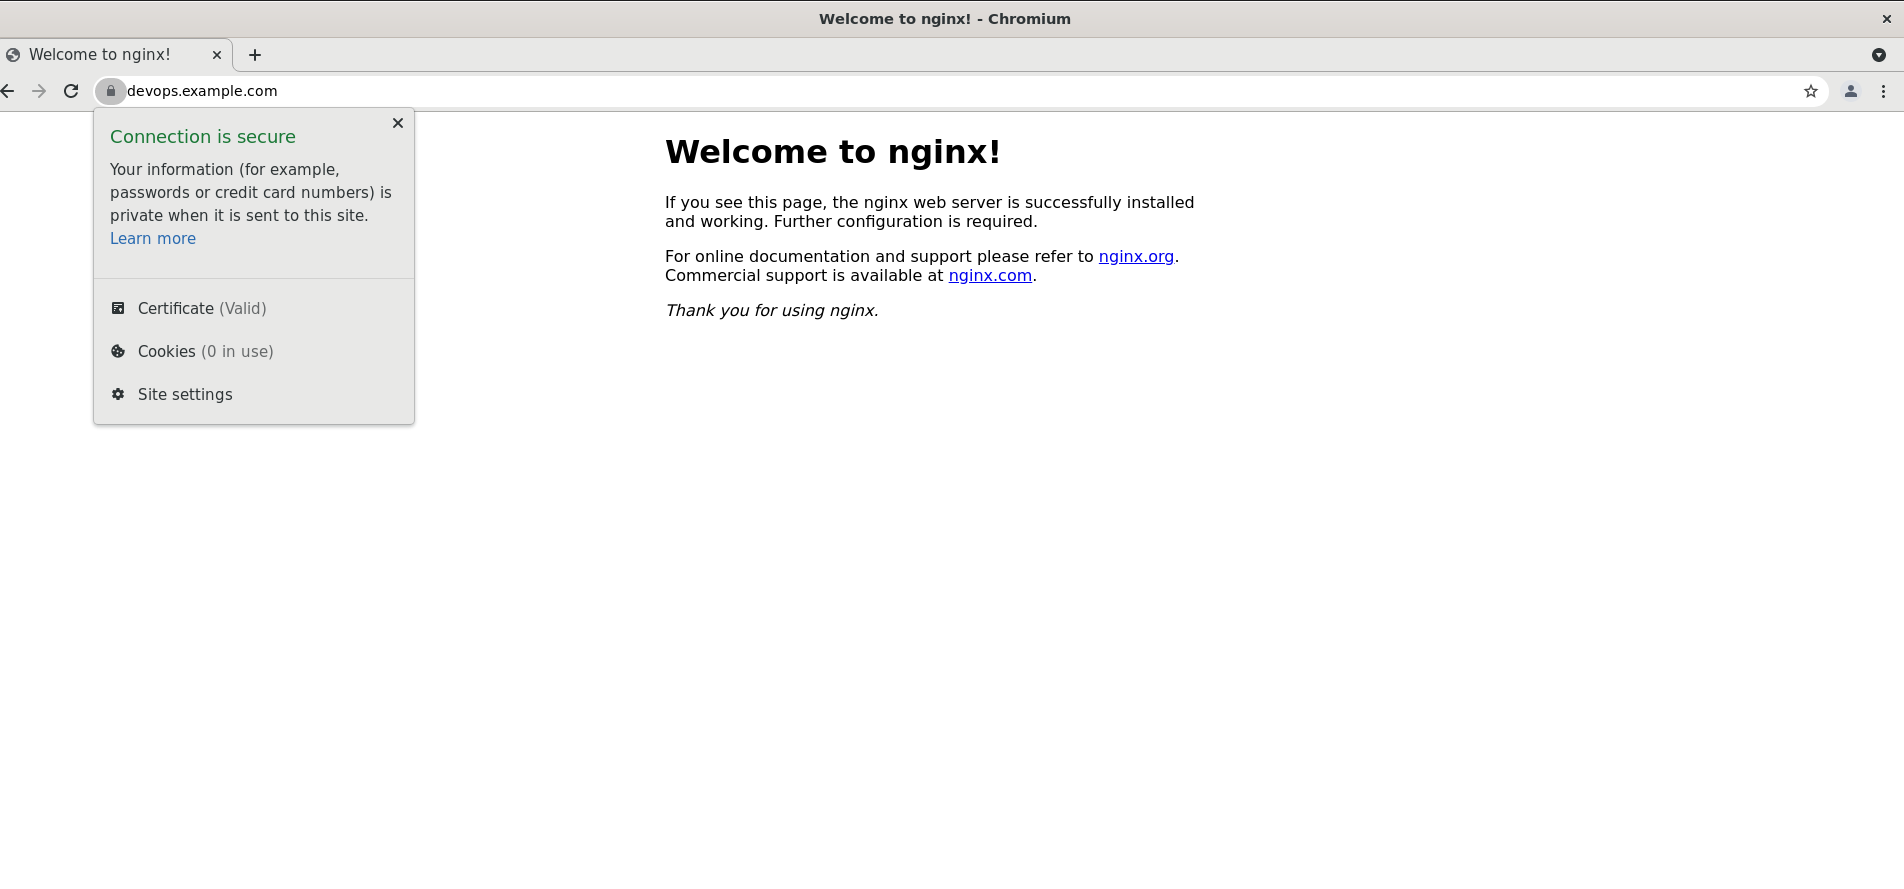 Welcome to nginx! - Chromium
Welcome to nginx!
devops.example.com
Connection is secure
Your information (for example,
passwords or credit card numbers) is
private when it is sent to this site.
Learn more
Certificate (Valid)
Cookies (0 in use)
Site settings
Welcome to nginx!
If you see this page, the nginx web server is successfully installed
and working. Further configuration is required.
For online documentation and support please refer to nginx.org.
Commercial support is available at nginx.com.
Thank you for using nginx.